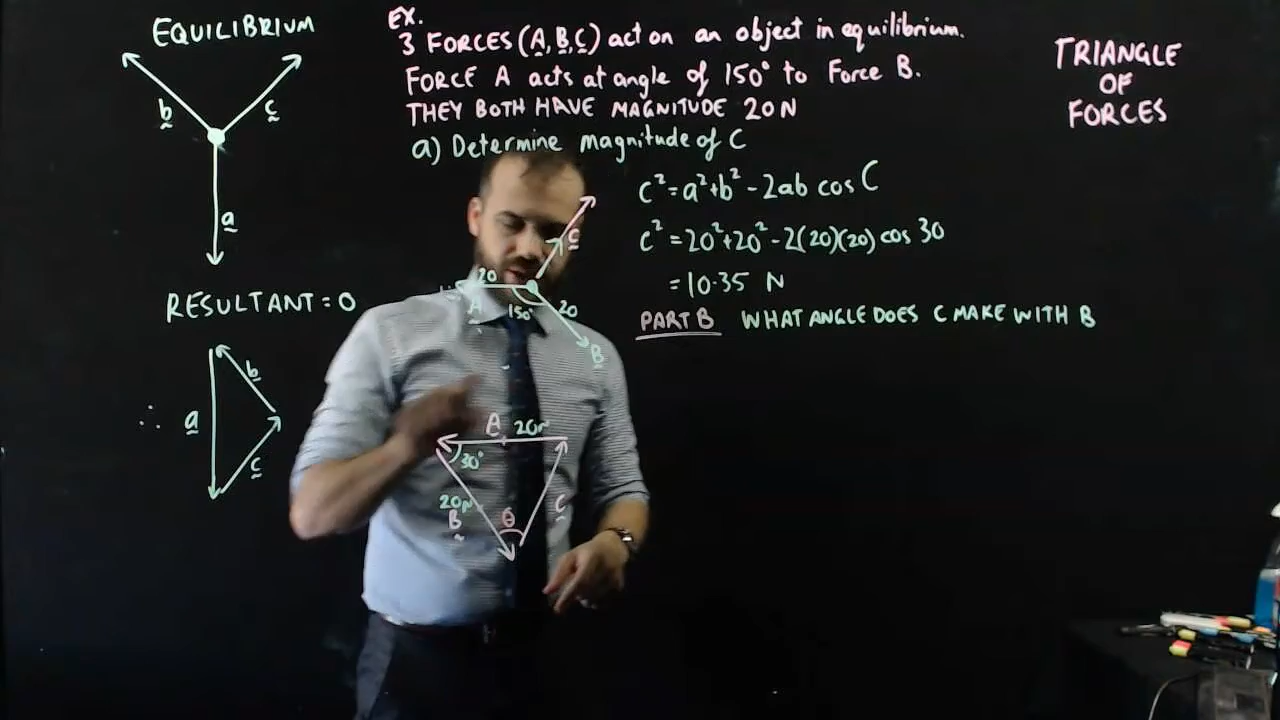 EQUILIBRIUM
b
c
a
RESULTANT = 0
∴ a
b
c
EX.
3 FORCES (A, B, C) act on an object in equilibrium.
FORCE A acts at angle of 150° to Force B.
THEY BOTH HAVE MAGNITUDE 20N
a) Determine magnitude of C
c
20
A
150°
20
B
A 20N
30°
20N
B
θ
C
c² = a² + b² - 2ab cos C
c² = 20² + 20² - 2(20)(20) cos 30
= 10.35 N
PART B WHAT ANGLE DOES C MAKE WITH B
TRIANGLE
OF
FORCES